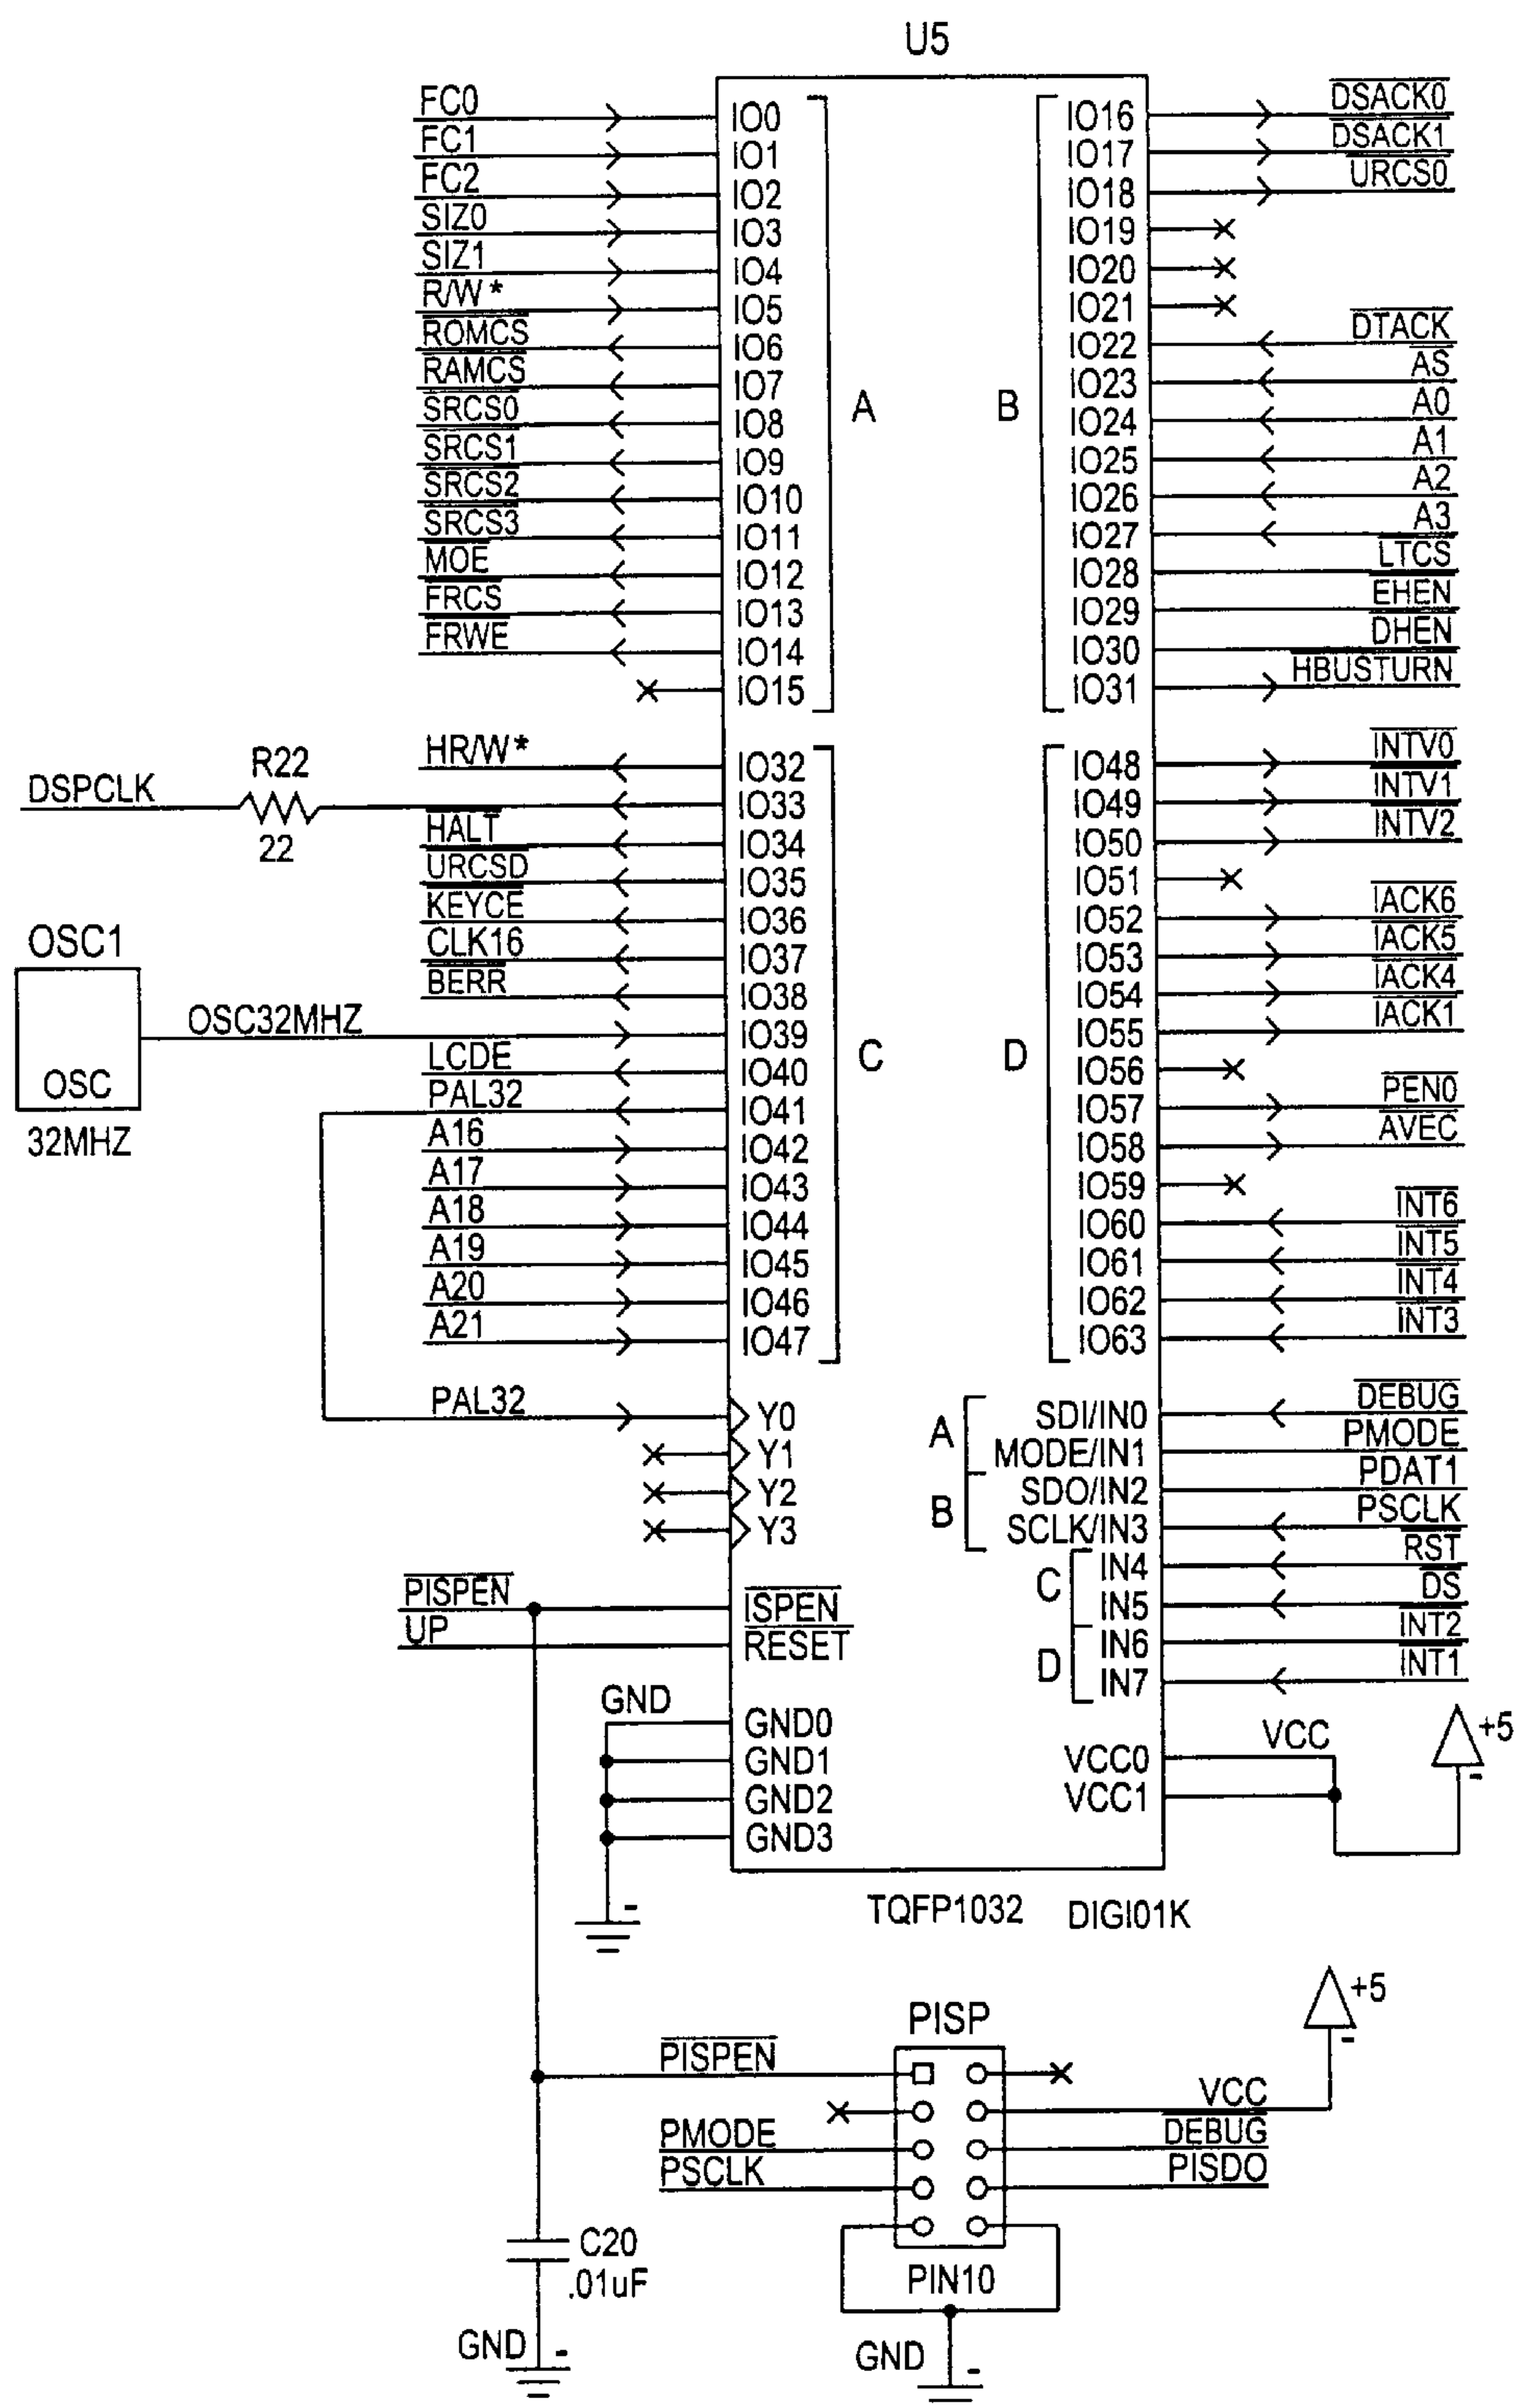 U5
FC0 IO0 IO16 DSACK0
FC1 IO1 IO17 DSACK1
FC2 IO2 IO18 URCS0
SIZ0 IO3 IO19
SIZ1 IO4 IO20
R/W* IO5 IO21
ROMCS IO6 IO22 DTACK
RAMCS IO7 IO23 AS
SRCS0 IO8 A B IO24 A0
SRCS1 IO9 IO25 A1
SRCS2 IO10 IO26 A2
SRCS3 IO11 IO27 A3
MOE IO12 IO28 LTCS
FRCS IO13 IO29 EHEN
FRWE IO14 IO30 DHEN
IO15 IO31 HBUSTURN
HR/W* IO32 IO48 INTV0
DSPCLK R22 22 IO33 IO49 INTV1
HALT IO34 IO50 INTV2
URCSD IO35 IO51
KEYCE IO36 IO52 IACK6
CLK16 IO37 IO53 IACK5
BERR IO38 IO54 IACK4
OSC1
OSC32MHZ IO39 IO55 IACK1
LCDE IO40 C D IO56
OSC
PAL32 IO41 IO57 PEN0
32MHZ
A16 IO42 IO58 AVEC
A17 IO43 IO59
A18 IO44 IO60 INT6
A19 IO45 IO61 INT5
A20 IO46 IO62 INT4
A21 IO47 IO63 INT3
PAL32 Y0 A SDI/IN0 DEBUG
Y1 MODE/IN1 PMODE
Y2 B SDO/IN2 PDAT1
Y3 SCLK/IN3 PSCLK
C IN4 RST
PISPEN ISPEN IN5 DS
UP RESET D IN6 INT2
IN7 INT1
GND GND0
GND1 VCC0 VCC +5
GND2 VCC1
GND3
TQFP1032 DIGI01K
PISP +5
PISPEN
VCC
PMODE DEBUG
PSCLK PISDO
C20
.01uF
PIN10
GND
GND